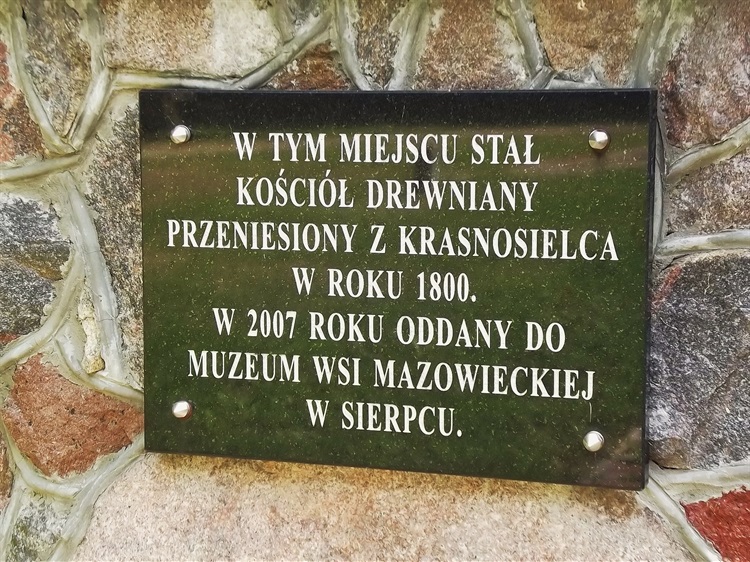 W TYM MIEJSCU STAŁ
KOŚCIÓŁ DREWNIANY
PRZENIESIONY Z KRASNOSIELCA
W ROKU 1800.
W 2007 ROKU ODDANY DO
MUZEUM WSI MAZOWIECKIEJ
W SIERPCU.